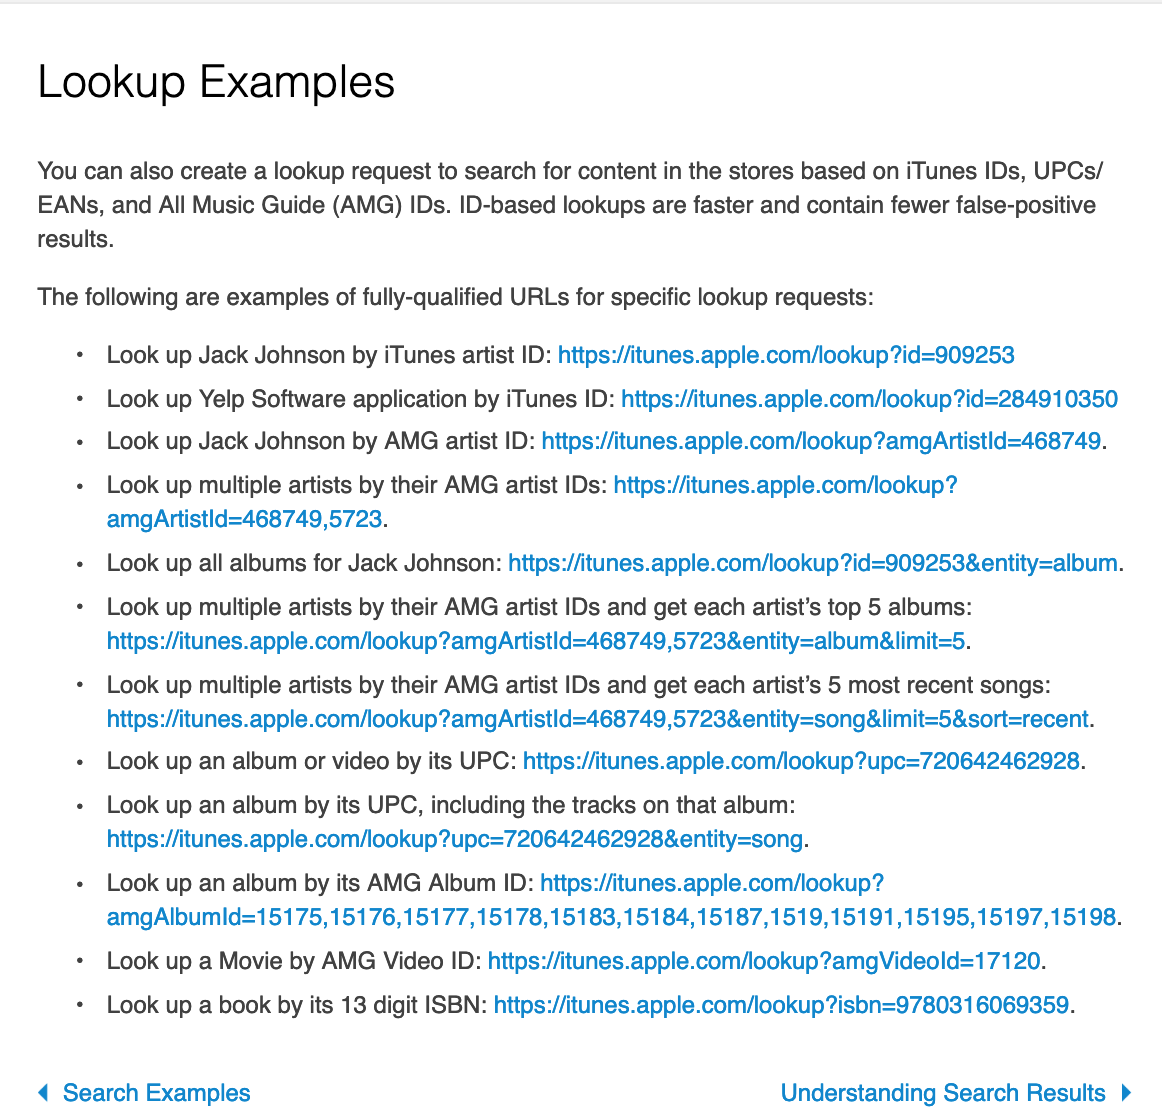 Lookup Examples
You can also create a lookup request to search for content in the stores based on iTunes IDs, UPCs/
EANs, and All Music Guide (AMG) IDs. ID-based lookups are faster and contain fewer false-positive
results.
The following are examples of fully-qualified URLs for specific lookup requests:
• Look up Jack Johnson by iTunes artist ID: https://itunes.apple.com/lookup?id=909253
• Look up Yelp Software application by iTunes ID: https://itunes.apple.com/lookup?id=284910350
• Look up Jack Johnson by AMG artist ID: https://itunes.apple.com/lookup?amgArtistId=468749.
• Look up multiple artists by their AMG artist IDs: https://itunes.apple.com/lookup?
amgArtistId=468749,5723.
• Look up all albums for Jack Johnson: https://itunes.apple.com/lookup?id=909253&entity=album.
• Look up multiple artists by their AMG artist IDs and get each artist’s top 5 albums:
https://itunes.apple.com/lookup?amgArtistId=468749,5723&entity=album&limit=5.
• Look up multiple artists by their AMG artist IDs and get each artist’s 5 most recent songs:
https://itunes.apple.com/lookup?amgArtistId=468749,5723&entity=song&limit=5&sort=recent.
• Look up an album or video by its UPC: https://itunes.apple.com/lookup?upc=720642462928.
• Look up an album by its UPC, including the tracks on that album:
https://itunes.apple.com/lookup?upc=720642462928&entity=song.
• Look up an album by its AMG Album ID: https://itunes.apple.com/lookup?
amgAlbumId=15175,15176,15177,15178,15183,15184,15187,1519,15191,15195,15197,15198.
• Look up a Movie by AMG Video ID: https://itunes.apple.com/lookup?amgVideoId=17120.
• Look up a book by its 13 digit ISBN: https://itunes.apple.com/lookup?isbn=9780316069359.
Search Examples
Understanding Search Results